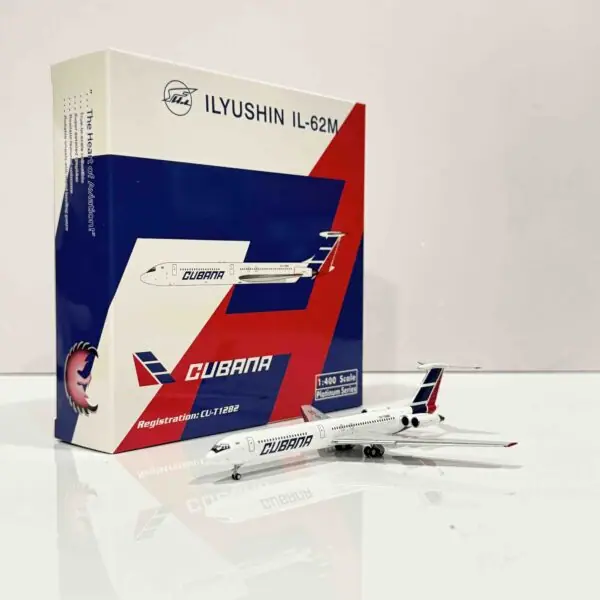 ILYUSHIN IL-62M
"...The Heart of Aviation!"
CUBANA
CUBANA
1:400 Scale
Platinum Series
Registration: CU-T1282
CUBANA